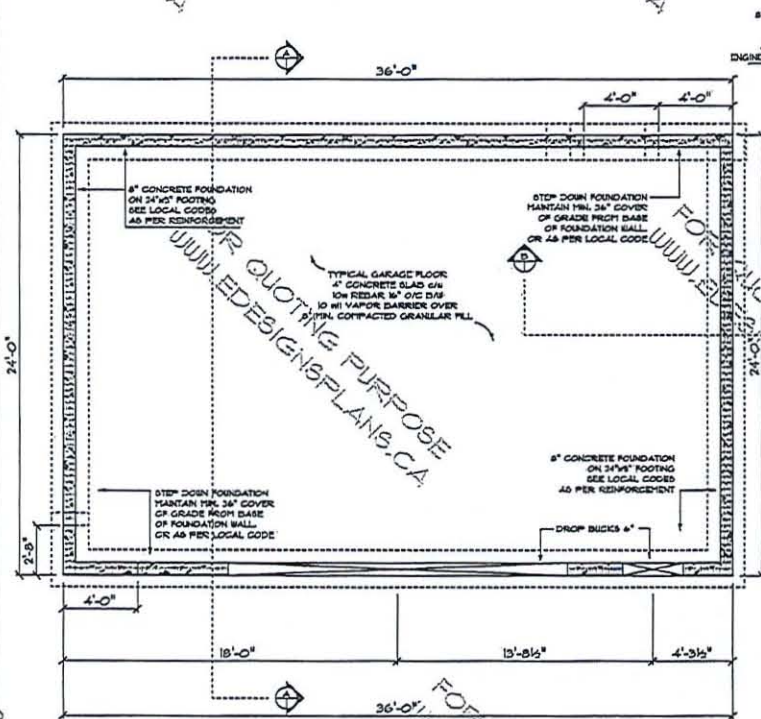 ENGINE
A
36'-0"
4'-0"
4'-0"
8" CONCRETE FOUNDATION
ON 24"x8" FOOTING
SEE LOCAL CODES
AS PER REINFORCEMENT
STEP DOWN FOUNDATION
MAINTAIN MIN. 36" COVER
OF GRADE FROM BASE
OF FOUNDATION WALL
OR AS PER LOCAL CODE
TYPICAL GARAGE FLOOR
4" CONCRETE SLAB c/w
10m REBAR 16" O/C B/W
10 mil VAPOR BARRIER OVER
MIN. COMPACTED GRANULAR FILL
B
OR QUOTING PURPOSE
WWW.EDESIGNSPLANS.CA
FOR
WWW.E
24'-0"
24'-0"
8" CONCRETE FOUNDATION
ON 24"x8" FOOTING
SEE LOCAL CODES
AS PER REINFORCEMENT
STEP DOWN FOUNDATION
MAINTAIN MIN. 36" COVER
OF GRADE FROM BASE
OF FOUNDATION WALL
OR AS PER LOCAL CODE
DROP BUCKS 6"
2'-8"
4'-0"
18'-0"
13'-8½"
4'-3½"
A
36'-0"
FOR